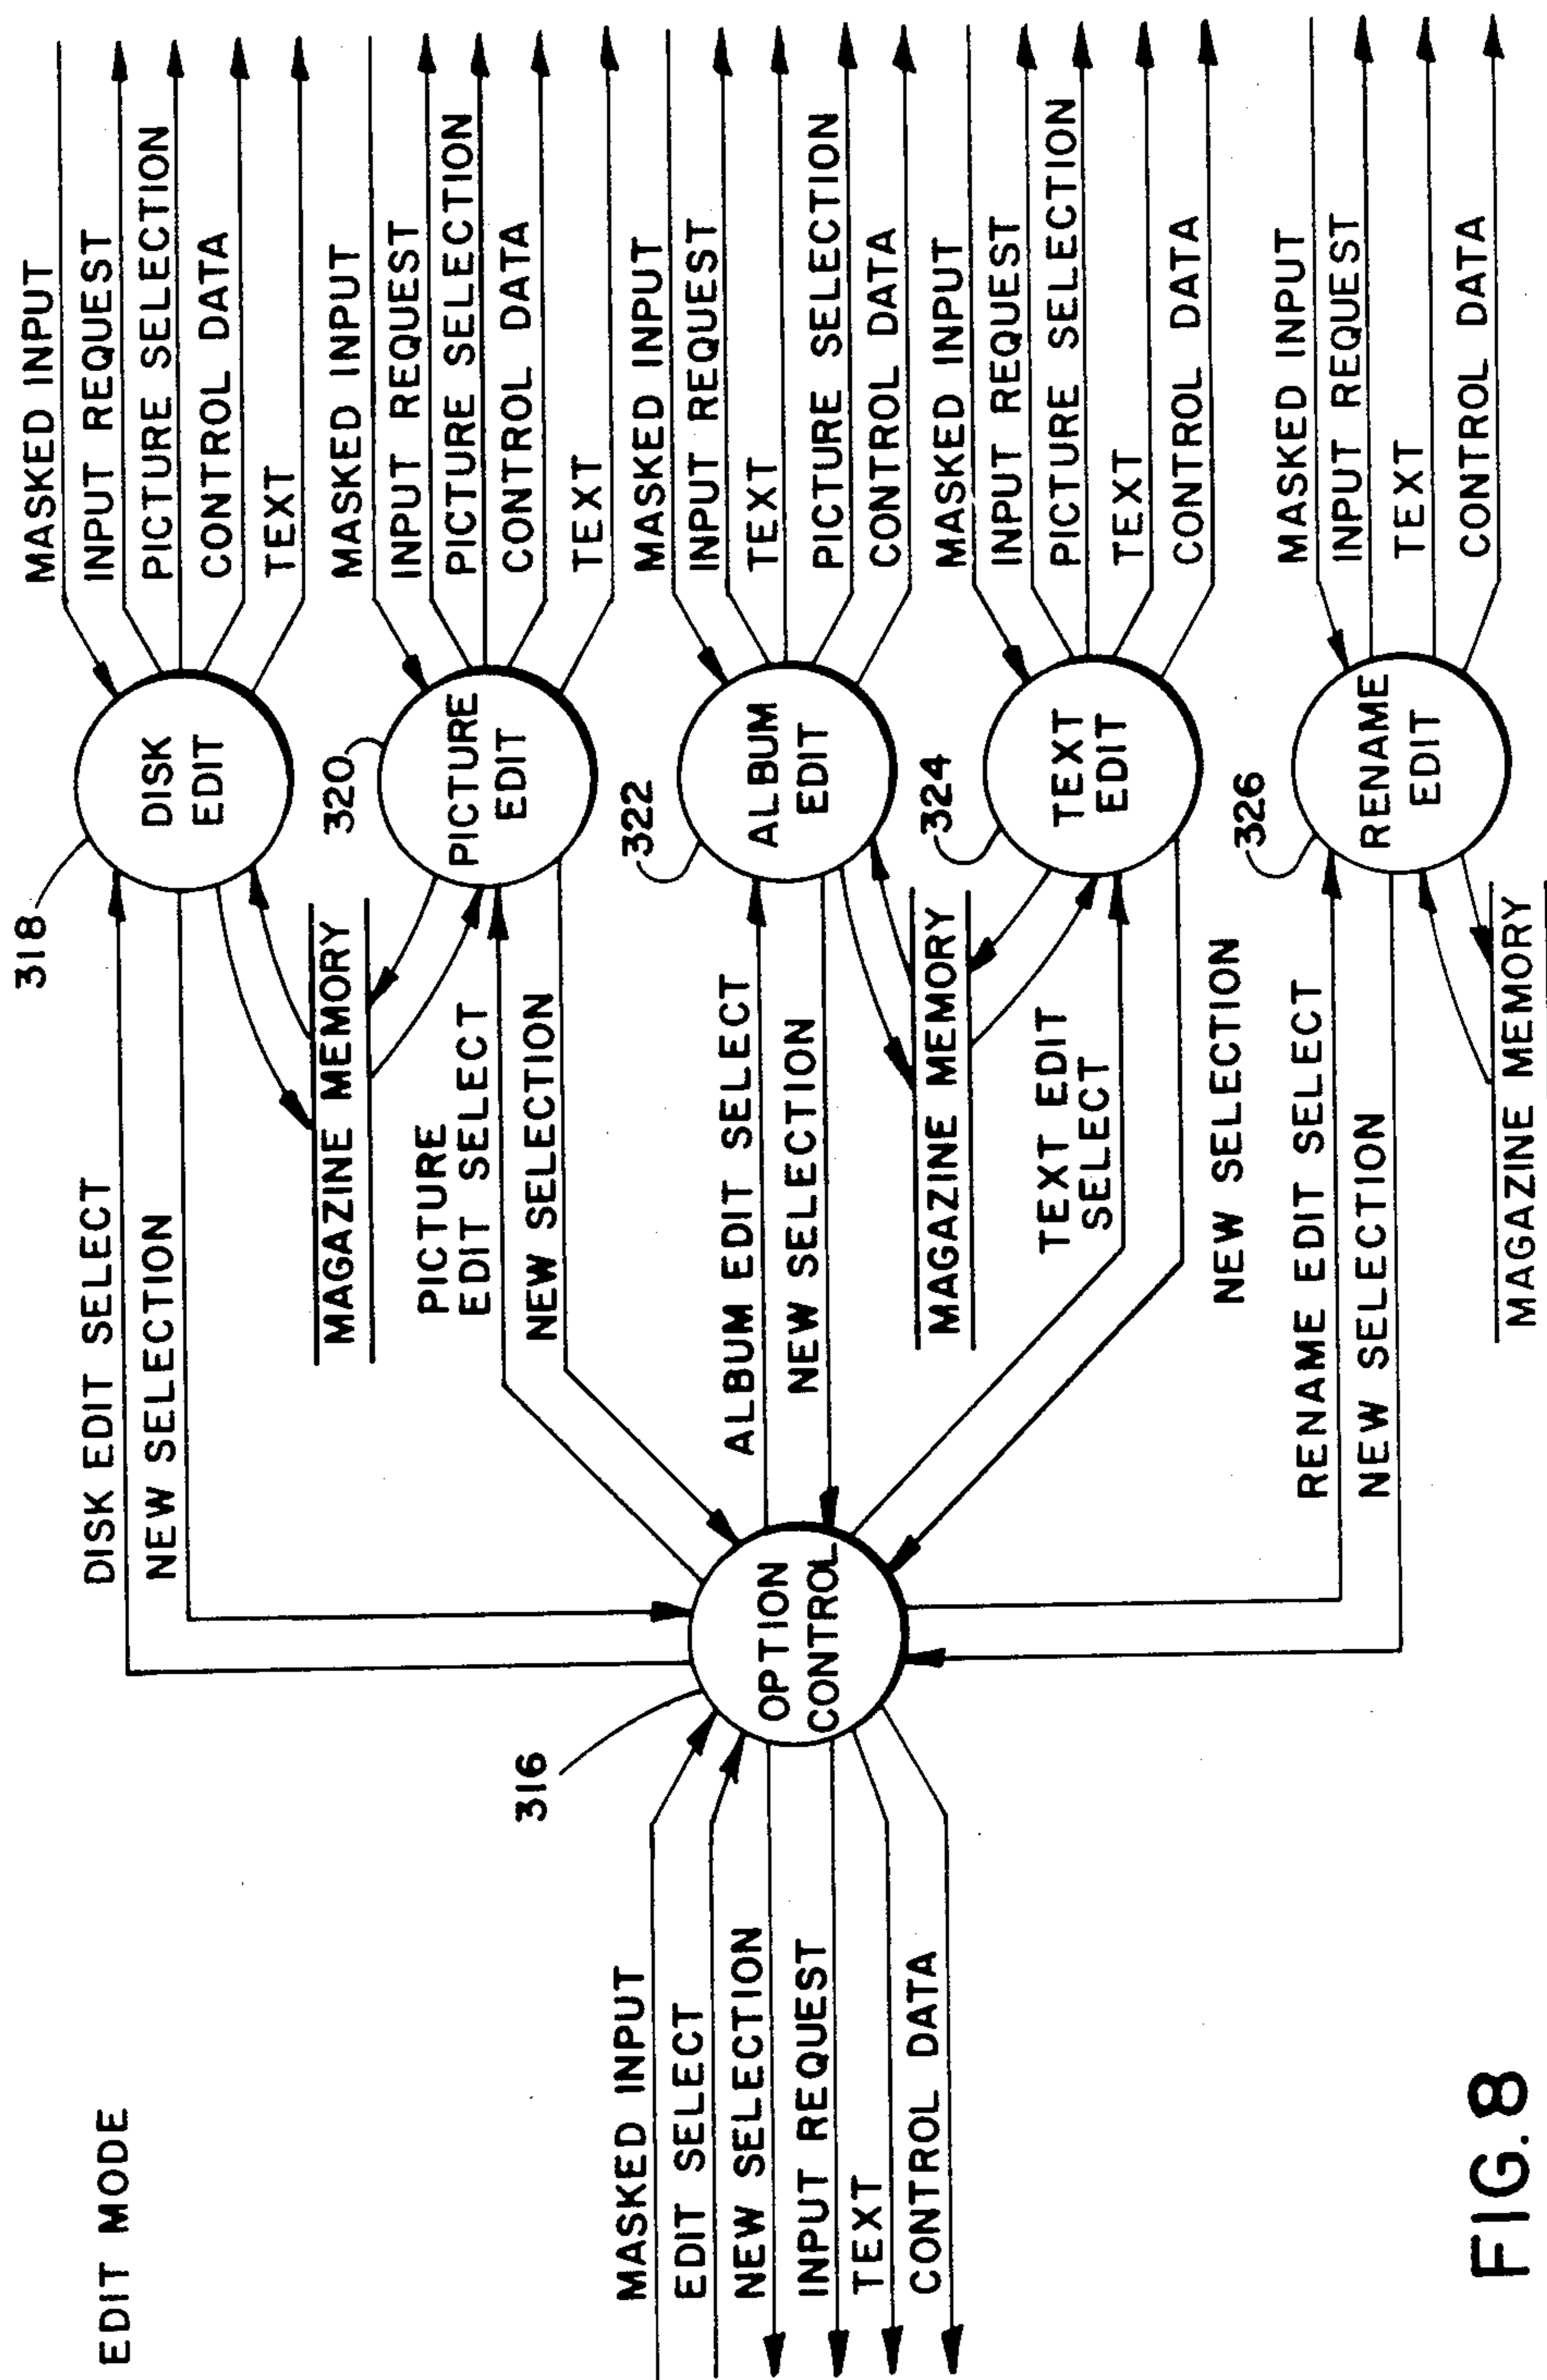 EDIT MODE
MASKED INPUT
EDIT SELECT
NEW SELECTION
INPUT REQUEST
TEXT
CONTROL DATA
316
OPTION
CONTROL
DISK EDIT SELECT
NEW SELECTION
MAGAZINE MEMORY
PICTURE
EDIT SELECT
NEW SELECTION
ALBUM EDIT SELECT
NEW SELECTION
MAGAZINE MEMORY
TEXT EDIT
SELECT
NEW SELECTION
RENAME EDIT SELECT
NEW SELECTION
MAGAZINE MEMORY
318
DISK
EDIT
320
PICTURE
EDIT
322
ALBUM
EDIT
324
TEXT
EDIT
326
RENAME
EDIT
MASKED INPUT
INPUT REQUEST
PICTURE SELECTION
CONTROL DATA
TEXT
MASKED INPUT
INPUT REQUEST
PICTURE SELECTION
CONTROL DATA
TEXT
MASKED INPUT
INPUT REQUEST
TEXT
PICTURE SELECTION
CONTROL DATA
MASKED INPUT
INPUT REQUEST
PICTURE SELECTION
TEXT
CONTROL DATA
MASKED INPUT
INPUT REQUEST
TEXT
CONTROL DATA
FIG. 8